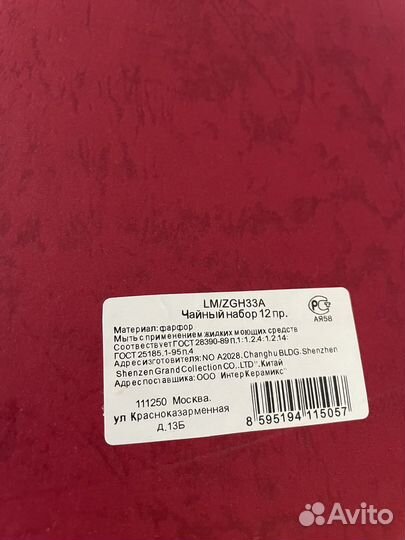 LM/ZGH33A
Чайный набор 12 пр.
Материал: фарфор
Мыть с применением жидких моющих средств
Соответсвует ГОСТ 28390-89 П.1: 1.2.4: 1.2.14:
ГОСТ 25185.1-95 п.4
Адрес изготовителя: NO A2028. Changhu BLDG. Shenzhen
Shenzen Grand Collection CO..LTD". Китай
Адрес поставщика: ООО ИнтерКерамикс"
АЯ58
111250 Москва.
ул Красноказарменная
д.13Б
8 595194 115057
Avito